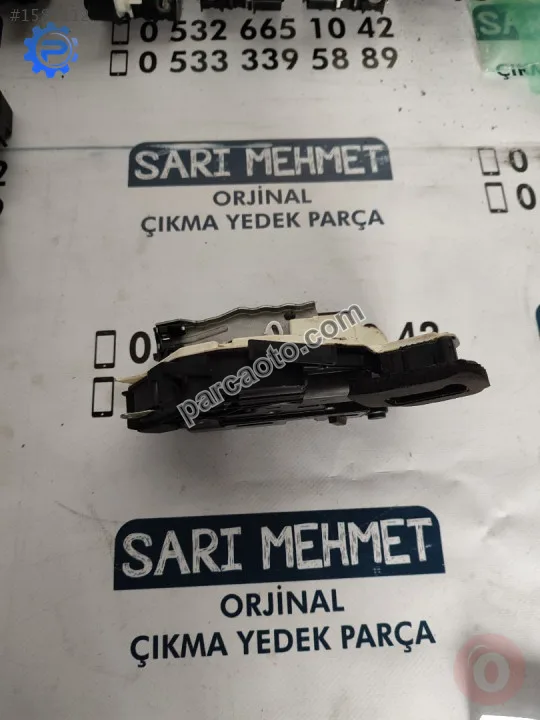 0 532 665 10 42
0 533 339 58 89
SARI MEHMET
ORJİNAL
ÇIKMA YEDEK PARÇA
parcaoto.com
SARI MEHMET
ORJİNAL
ÇIKMA YEDEK PARÇA